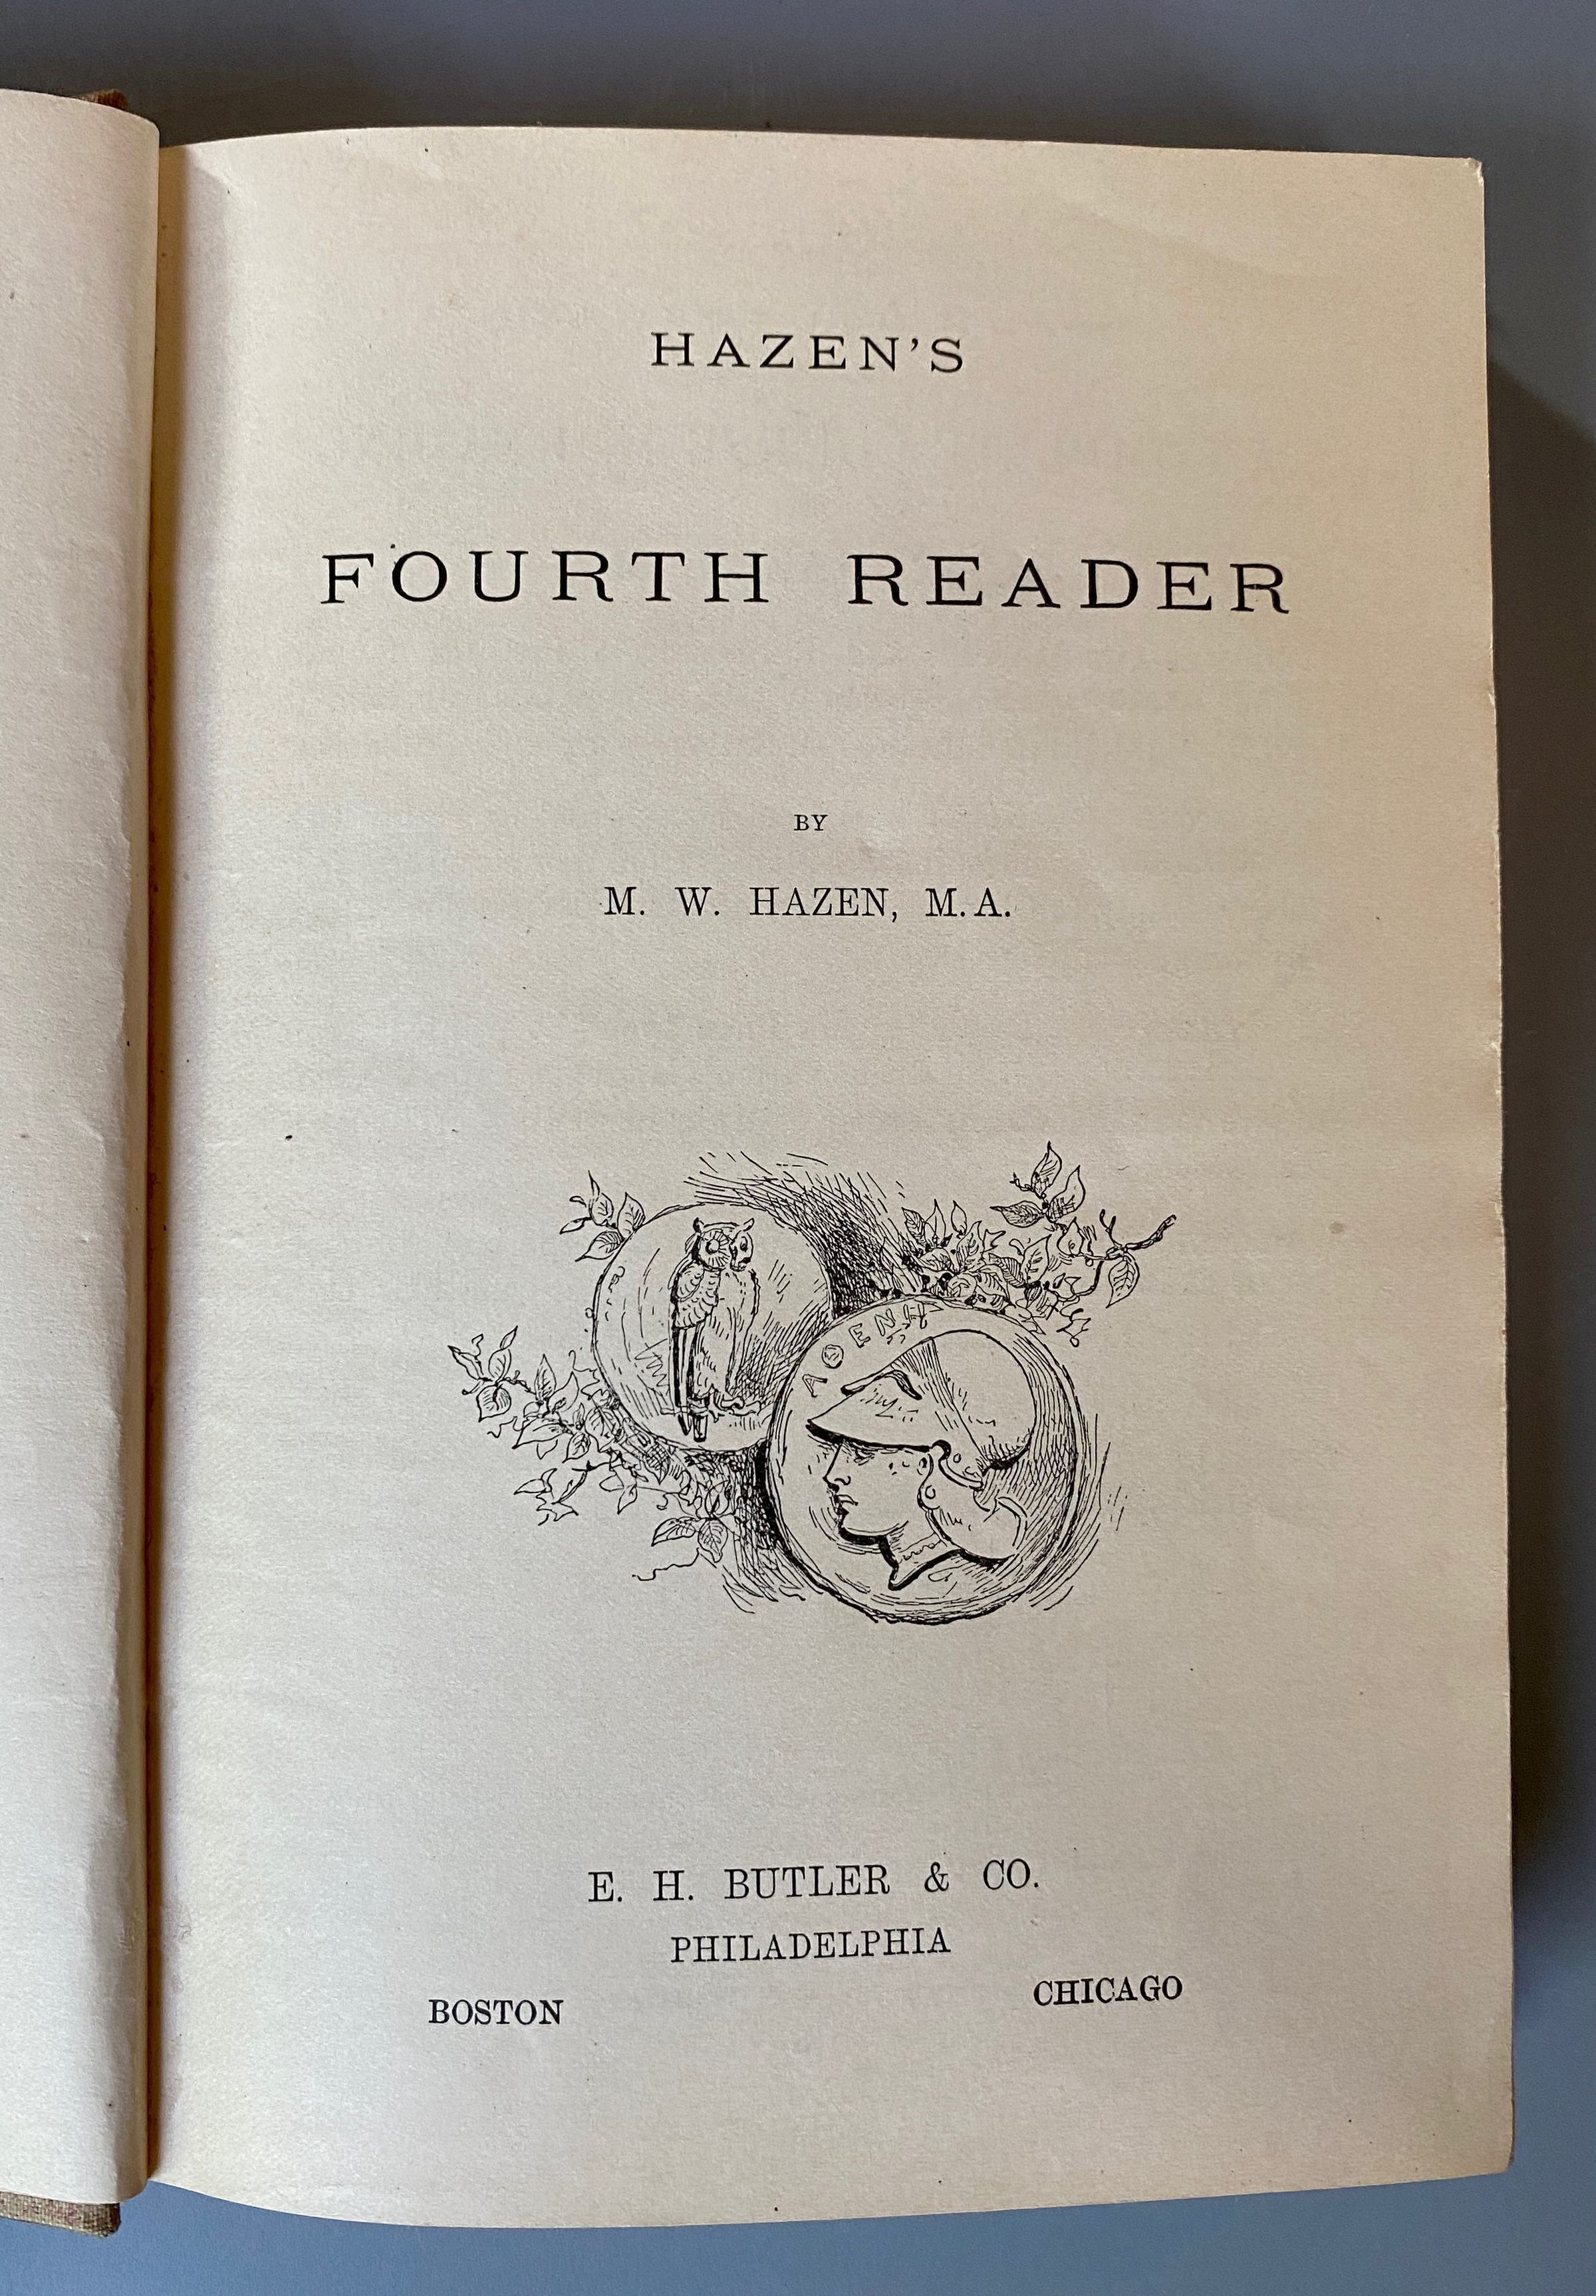 HAZEN'S
FOURTH READER
BY
M. W. HAZEN, M.A.
ΑΘΕΝΗ
E. H. BUTLER & CO.
PHILADELPHIA
BOSTON CHICAGO